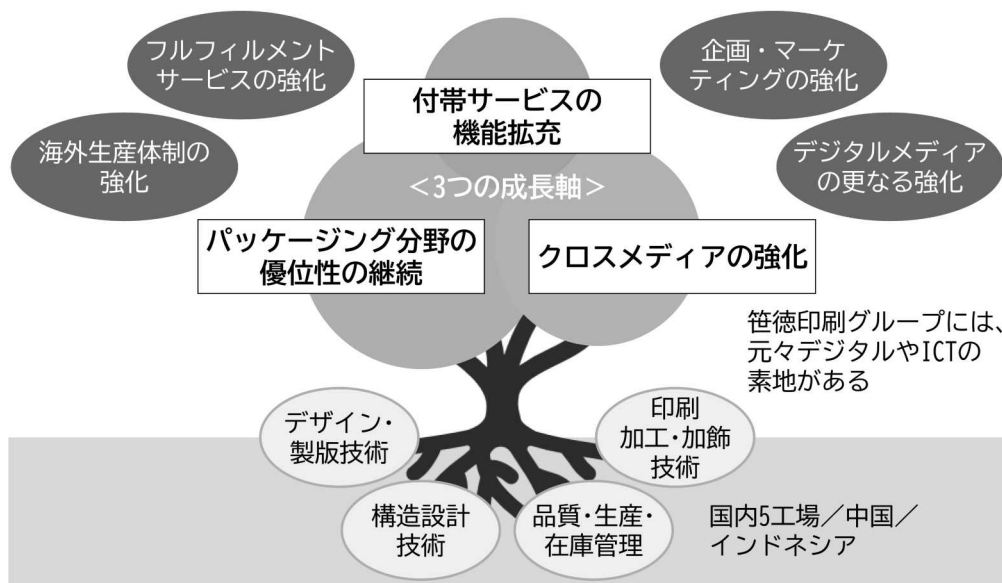 フルフィルメント
サービスの強化
企画・マーケ
ティングの強化
付帯サービスの
機能拡充
海外生産体制の
強化
デジタルメディア
の更なる強化
<3つの成長軸>
パッケージング分野の
優位性の継続
クロスメディアの強化
笹徳印刷グループには、
元々デジタルやICTの
素地がある
デザイン・
製版技術
印刷
加工・加飾
技術
構造設計
技術
品質・生産・
在庫管理
国内5工場／中国／
インドネシア